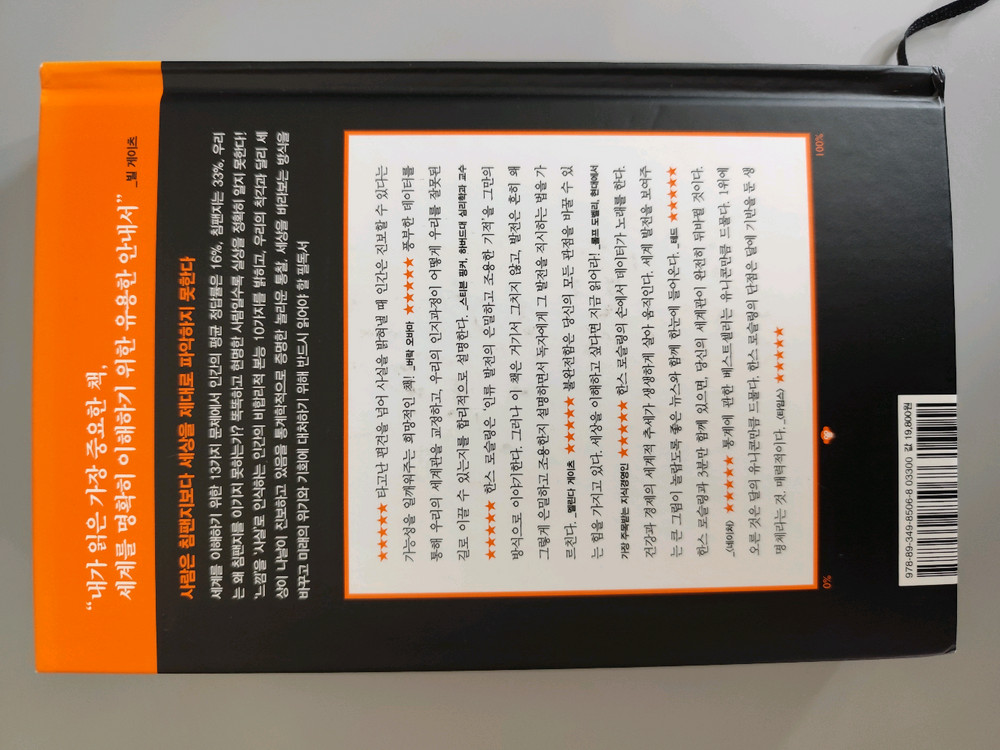 “내가 읽은 가장 중요한 책,
세계를 명확히 이해하기 위한 유용한 안내서” _빌 게이츠
사람은 침팬지보다 세상을 제대로 파악하지 못한다
세계를 이해하기 위한 13가지 문제에서 인간의 평균 정답률은 16%, 침팬지는 33%, 우리
는 왜 침팬지를 이기지 못하는가? 똑똑하고 현명한 사람일수록 실상을 정확히 알지 못한다!
'느낌'을 '사실'로 인식하는 인간의 비합리적 본능 10가지를 밝히고, 우리의 착각과 달리 세
상이 나날이 진보하고 있음을 통계학적으로 증명한 놀라운 통찰, 세상을 바라보는 방식을
바꾸고 미래의 위기와 기회에 대처하기 위해 반드시 읽어야 할 필독서
★★★★★ 타고난 편견을 넘어 사실을 밝혀낼 때 인간은 진보할 수 있다는
가능성을 일깨워주는 희망적인 책! _버락 오바마 ★★★★★ 풍부한 데이터를
통해 우리의 세계관을 교정하고, 우리의 인지과정이 어떻게 우리를 잘못된
길로 이끌 수 있는지를 합리적으로 설명한다. _스티븐 핑커, 하버드대 심리학과 교수
★★★★★ 한스 로슬링은 '인류 발전의 은밀하고 조용한 기적'을 그만의
방식으로 이야기한다. 그러나 이 책은 거기서 그치지 않고, 발전은 흔히 왜
그렇게 은밀하고 조용한지 설명하면서 독자에게 그 발전을 직시하는 법을 가
르친다. _멜린다 게이츠 ★★★★★ 불완전함은 당신의 모든 관점을 바꿀 수 있
는 힘을 가지고 있다. 세상을 이해하고 싶다면 지금 읽어라! _롤프 도벨리, 현대에서
가장 주목받는 지식경영인 ★★★★★ 한스 로슬링의 손에서 데이터가 노래를 한다.
건강과 경제의 세계적 추세가 생생하게 살아 움직인다. 세계 발전을 보여주
는 큰 그림이 놀랍도록 좋은 뉴스와 함께 한눈에 들어온다. _테드 ★★★★★
한스 로슬링과 3분만 함께 있으면, 당신의 세계관이 완전히 뒤바뀔 것이다.
_〈네이처〉 ★★★★★ 통계에 관한 베스트셀러는 유니콘만큼 드물다. 1위에
오른 것은 달의 유니콘만큼 드물다. 한스 로슬링의 단점은 달에 기반을 둔 생
명체라는 것. 매력적이다. _〈타임스〉 ★★★★★
0%
100%
978-89-349-8506-8 03300 값 19,800원